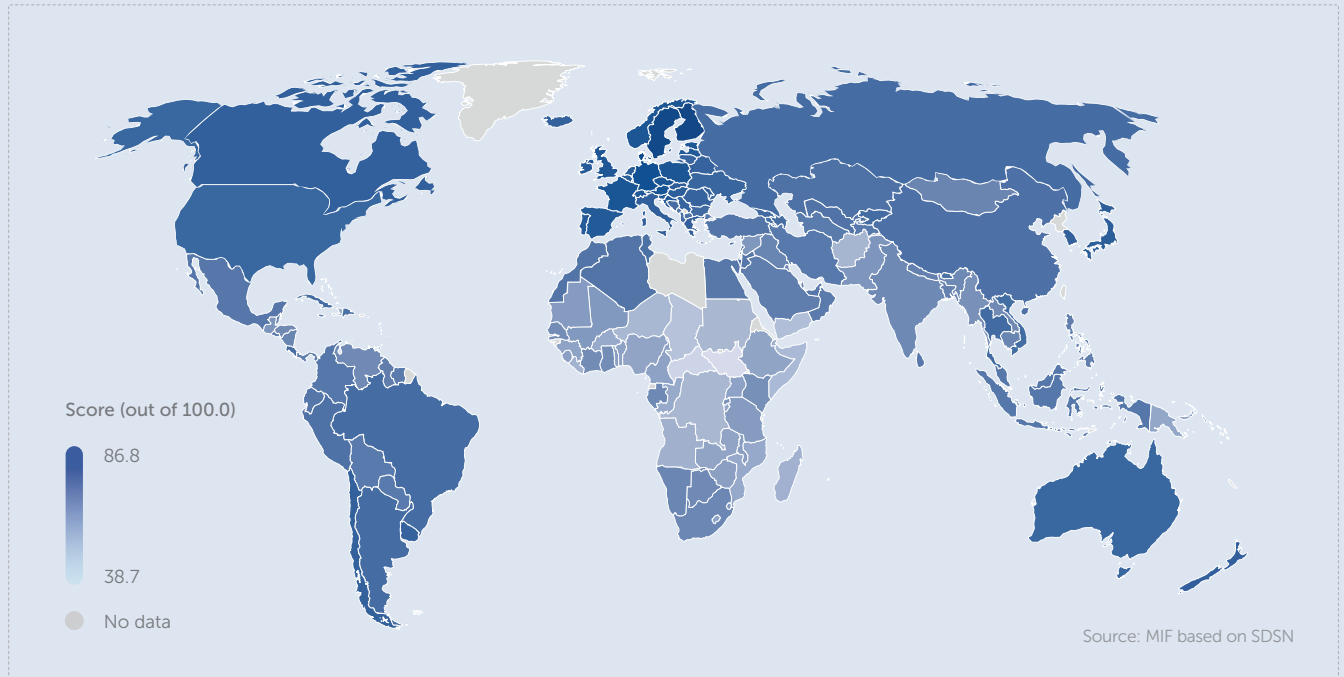 Score (out of 100.0)
86.8
38.7
No data
Source: MIF based on SDSN